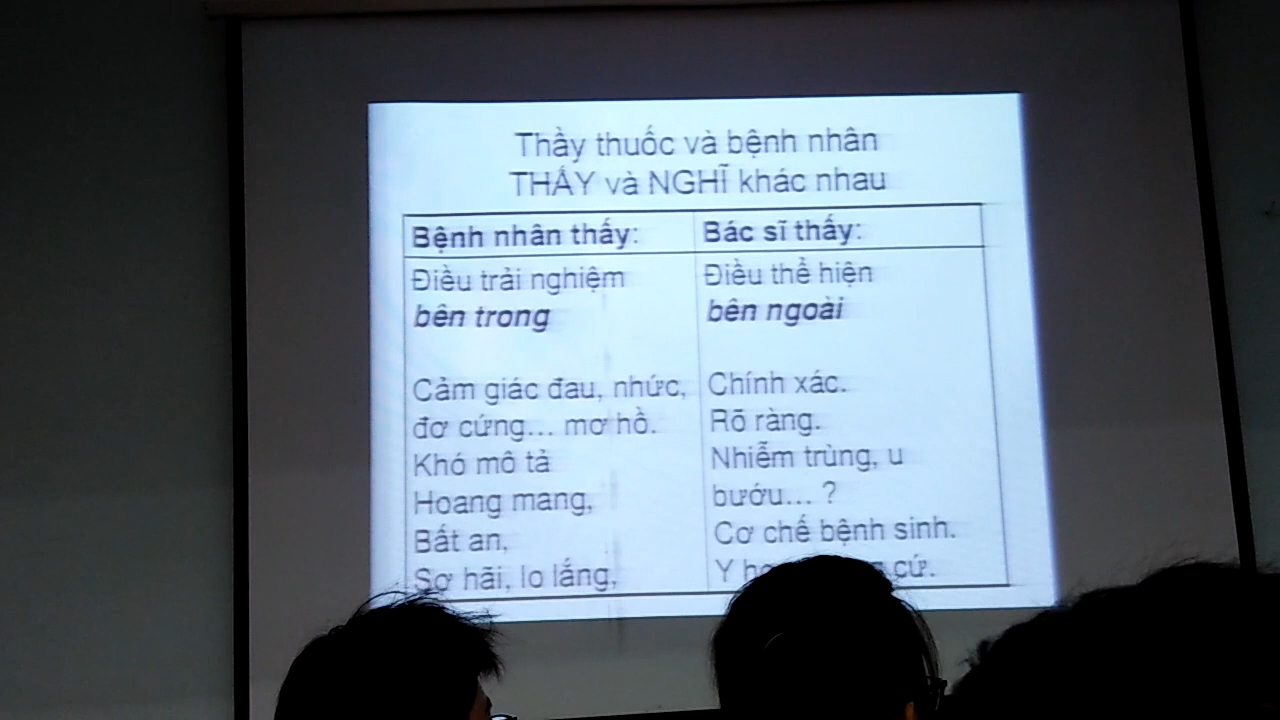 Thầy thuốc và bệnh nhân
THẤY và NGHĨ khác nhau
Bệnh nhân thấy:
Điều trải nghiệm
bên trong
Cảm giác đau, nhức,
đơ cứng... mơ hồ.
Khó mô tả
Hoang mang,
Bất an,
Sợ hãi, lo lắng,
Bác sĩ thấy:
Điều thể hiện
bên ngoài
Chính xác.
Rõ ràng.
Nhiễm trùng, u
bướu... ?
Cơ chế bệnh sinh.
Y cứ.